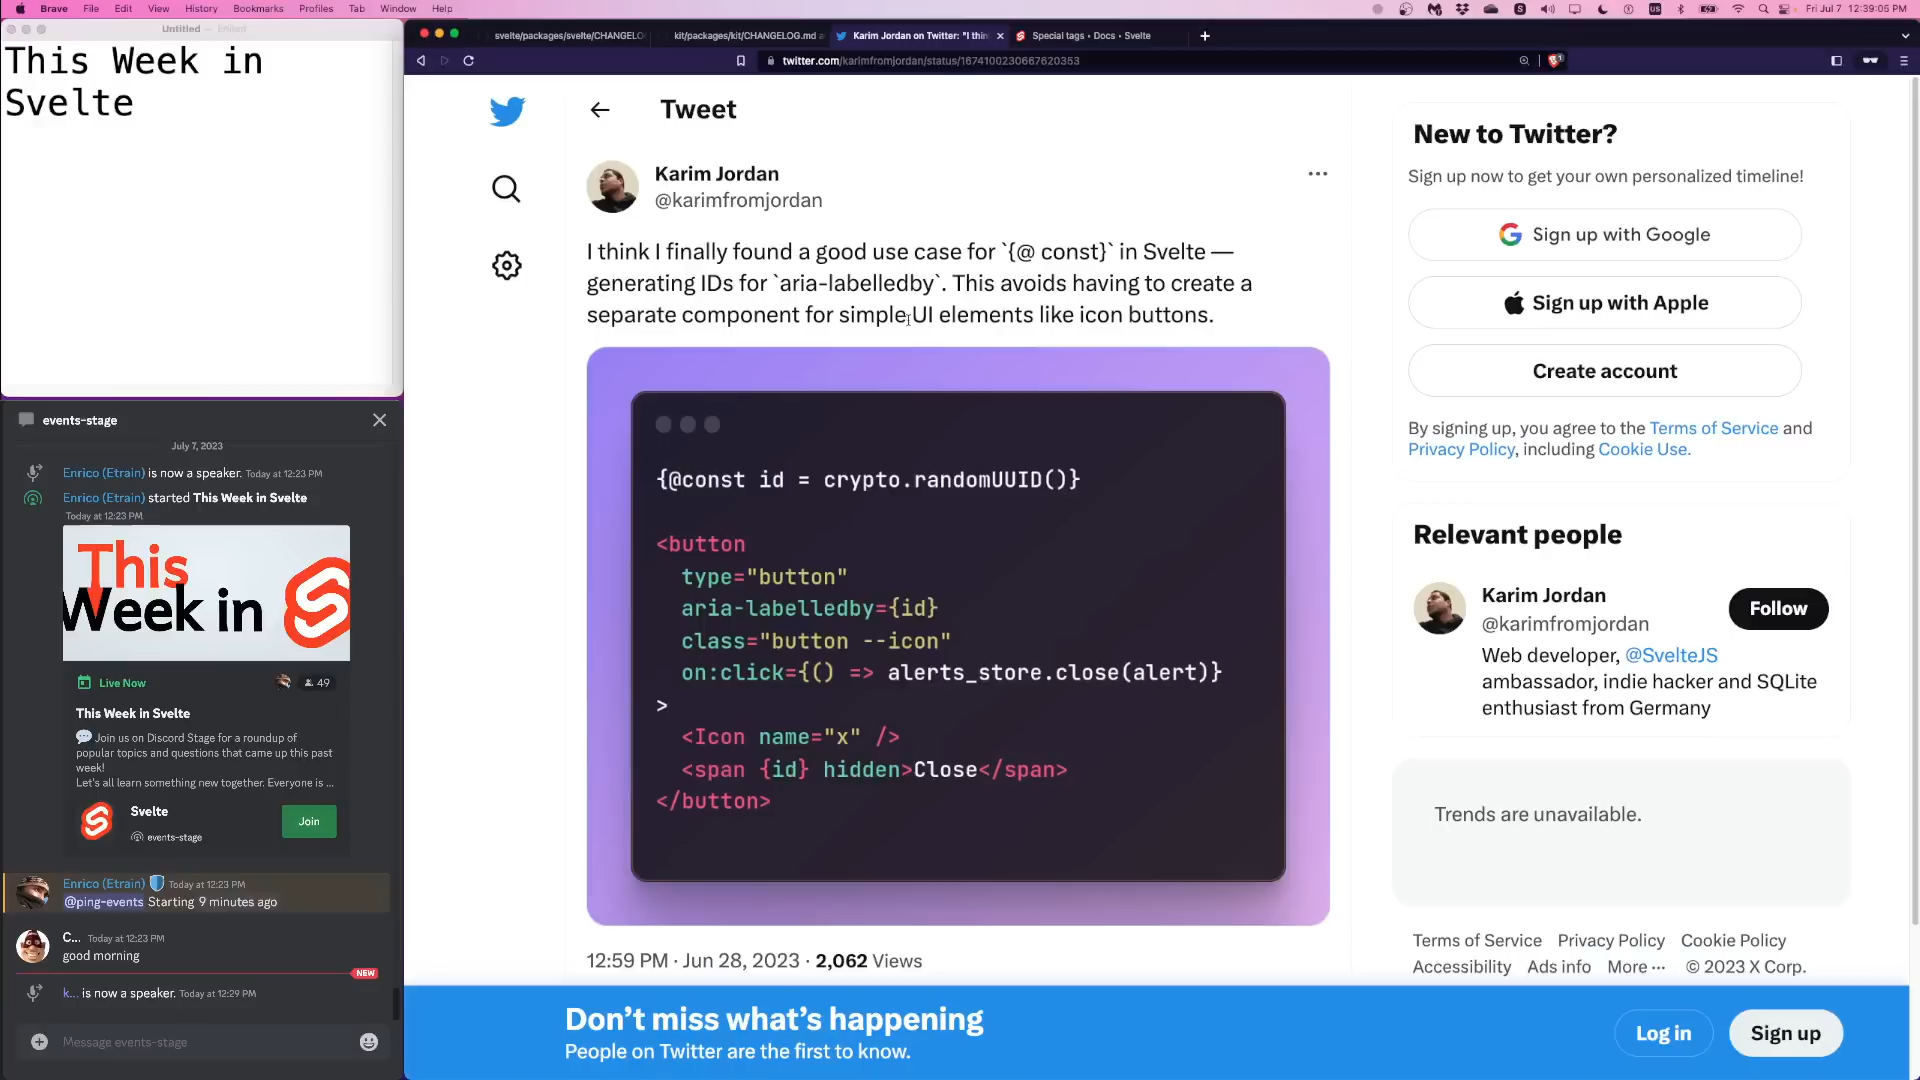 Brave File Edit View History Bookmarks Profiles Tab Window Help
Fri Jul 7 12:39:05 PM
Untitled — Edited
This Week in
Svelte
svelte/packages/svelte/CHANGELO
kit/packages/kit/CHANGELOG.md a
Karim Jordan on Twitter: "I thin
Special tags • Docs • Svelte
twitter.com/karimfromjordan/status/1674100230667620353
Tweet
Karim Jordan
@karimfromjordan
I think I finally found a good use case for `{@ const}` in Svelte —
generating IDs for `aria-labelledby`. This avoids having to create a
separate component for simple UI elements like icon buttons.
{@const id = crypto.randomUUID()}
<button
type="button"
aria-labelledby={id}
class="button --icon"
on:click={() => alerts_store.close(alert)}
>
<Icon name="x" />
<span {id} hidden>Close</span>
</button>
12:59 PM · Jun 28, 2023 · 2,062 Views
New to Twitter?
Sign up now to get your own personalized timeline!
Sign up with Google
Sign up with Apple
Create account
By signing up, you agree to the Terms of Service and
Privacy Policy, including Cookie Use.
Relevant people
Karim Jordan
@karimfromjordan
Follow
Web developer, @SvelteJS
ambassador, indie hacker and SQLite
enthusiast from Germany
Trends are unavailable.
Terms of Service Privacy Policy Cookie Policy
Accessibility Ads info More ··· © 2023 X Corp.
Don't miss what's happening
People on Twitter are the first to know.
Log in
Sign up
events-stage
July 7, 2023
Enrico (Etrain) is now a speaker. Today at 12:23 PM
Enrico (Etrain) started This Week in Svelte
Today at 12:23 PM
This
Week in
Live Now
49
This Week in Svelte
Join us on Discord Stage for a roundup of
popular topics and questions that came up this past
week!
Let's all learn something new together. Everyone is ...
Svelte
events-stage
Join
Enrico (Etrain) Today at 12:23 PM
@ping-events Starting 9 minutes ago
C... Today at 12:23 PM
good morning
NEW
k... is now a speaker. Today at 12:29 PM
Message events-stage